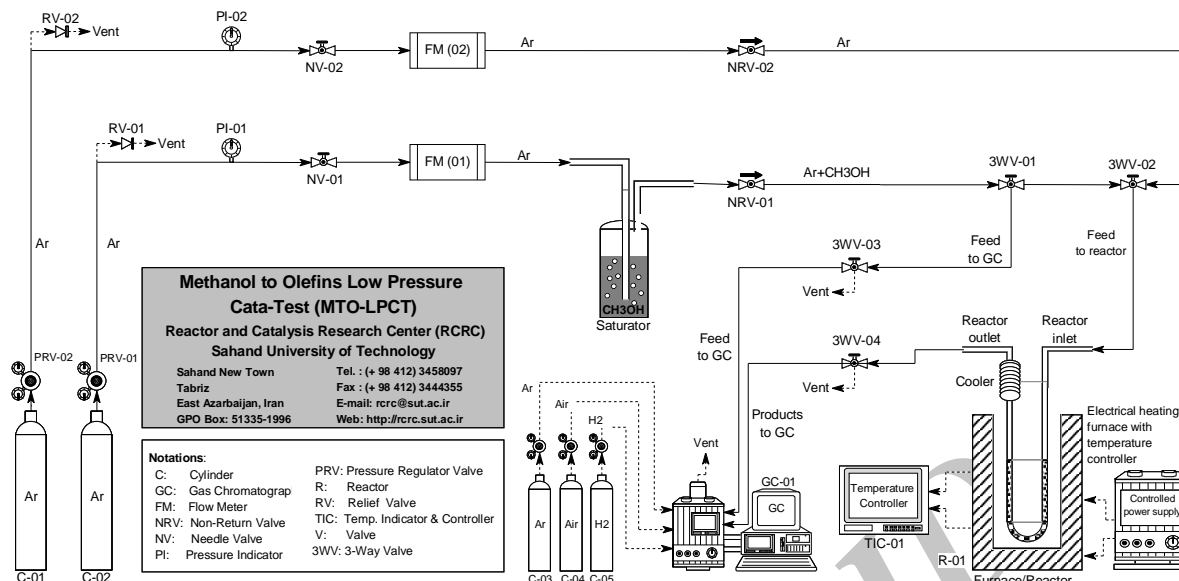 RV-02
Vent
PI-02
NV-02
FM (02)
Ar
NRV-02
Ar
RV-01
Vent
PI-01
NV-01
FM (01)
Ar
NRV-01
Ar+CH3OH
3WV-01
3WV-02
CH3OH
Saturator
Ar
Ar
Feed
to GC
Feed
to reactor
3WV-03
Vent
Feed
to GC
3WV-04
Vent
Products
to GC
Reactor
outlet
Reactor
inlet
Cooler
Methanol to Olefins Low Pressure
Cata-Test (MTO-LPCT)
Reactor and Catalysis Research Center (RCRC)
Sahand University of Technology
Sahand New Town Tel. : (+ 98 412) 3458097
Tabriz Fax : (+ 98 412) 3444355
East Azarbaijan, Iran E-mail: rcrc@sut.ac.ir
GPO Box: 51335-1996 Web: http://rcrc.sut.ac.ir
PRV-02
PRV-01
Ar
Ar
C-01
C-02
Notations:
C: Cylinder
GC: Gas Chromatograp
FM: Flow Meter
NRV: Non-Return Valve
NV: Needle Valve
PI: Pressure Indicator
PRV: Pressure Regulator Valve
R: Reactor
RV: Relief Valve
TIC: Temp. Indicator & Controller
V: Valve
3WV: 3-Way Valve
Ar
Air
H2
Ar
Air
H2
C-03
C-04
C-05
Vent
GC-01
GC
Temperature
Controller
TIC-01
R-01
Furnace/Reactor
Electrical heating
furnace with
temperature
controller
Controlled
power supply